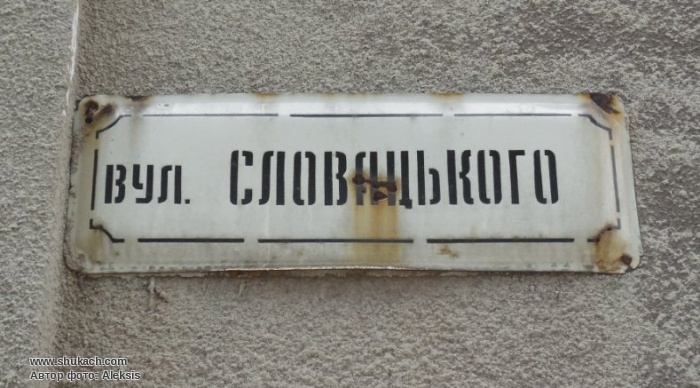 вул. СЛОВАЦЬКОГО
www.shukach.com
Автор фото: Aleksis